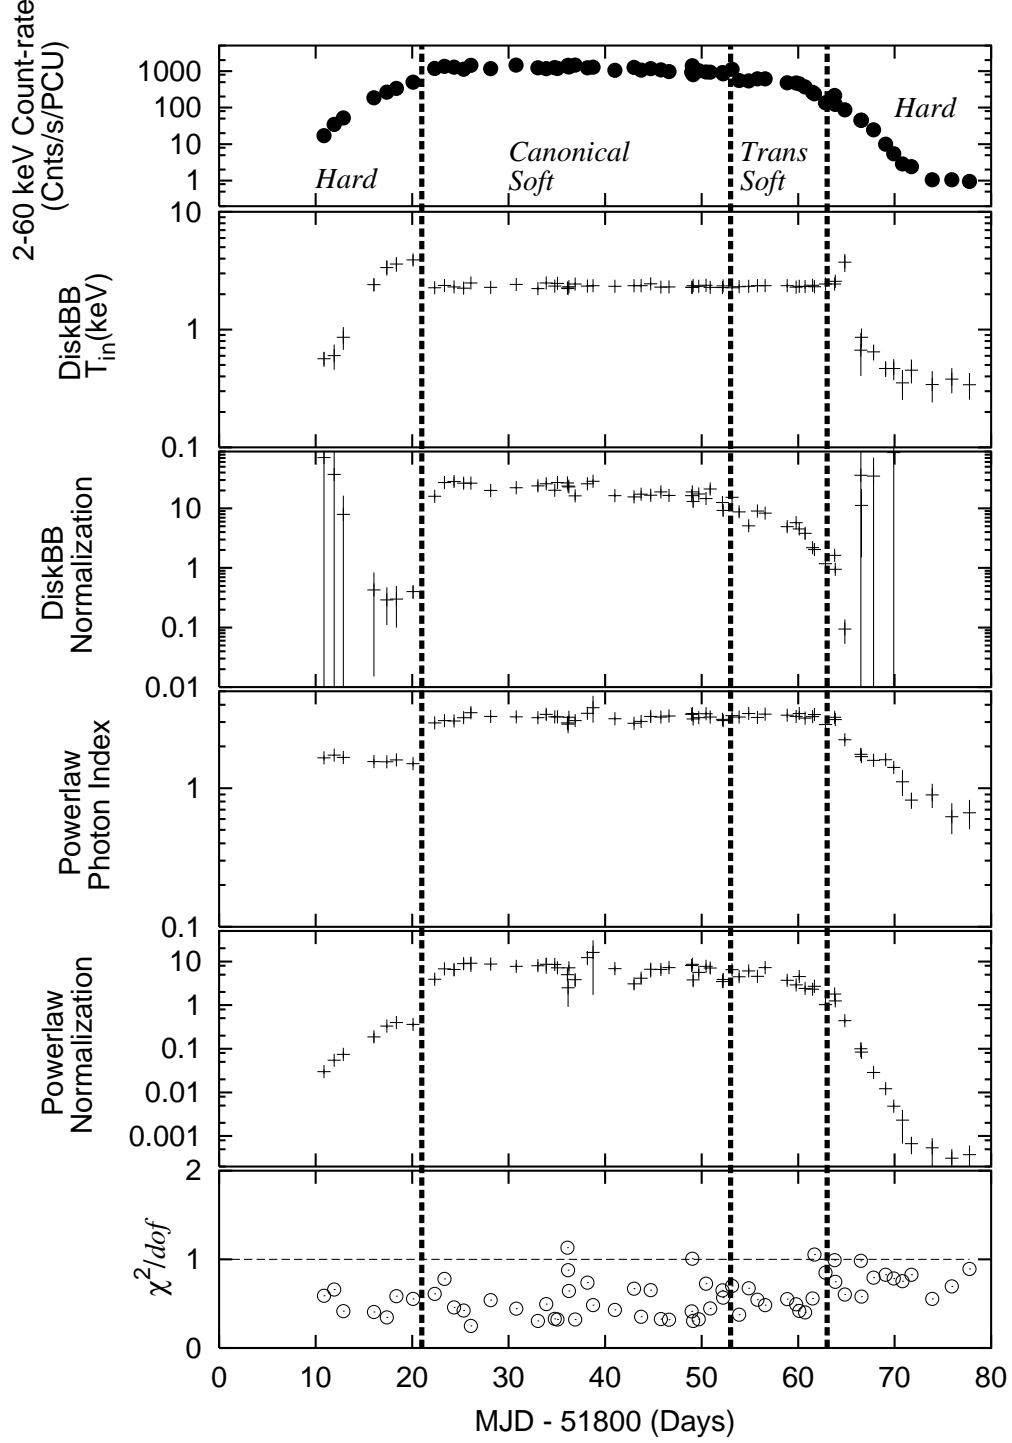 2-60 keV Count-rate
(Cnts/s/PCU)
1000
100
10
1
Hard
Canonical
Soft
Trans
Soft
Hard
DiskBB
T_in(keV)
10
1
0.1
DiskBB
Normalization
10
1
0.1
0.01
Powerlaw
Photon Index
1
0.1
Powerlaw
Normalization
10
1
0.1
0.01
0.001
χ²/dof
2
1
0
0 10 20 30 40 50 60 70 80
MJD - 51800 (Days)